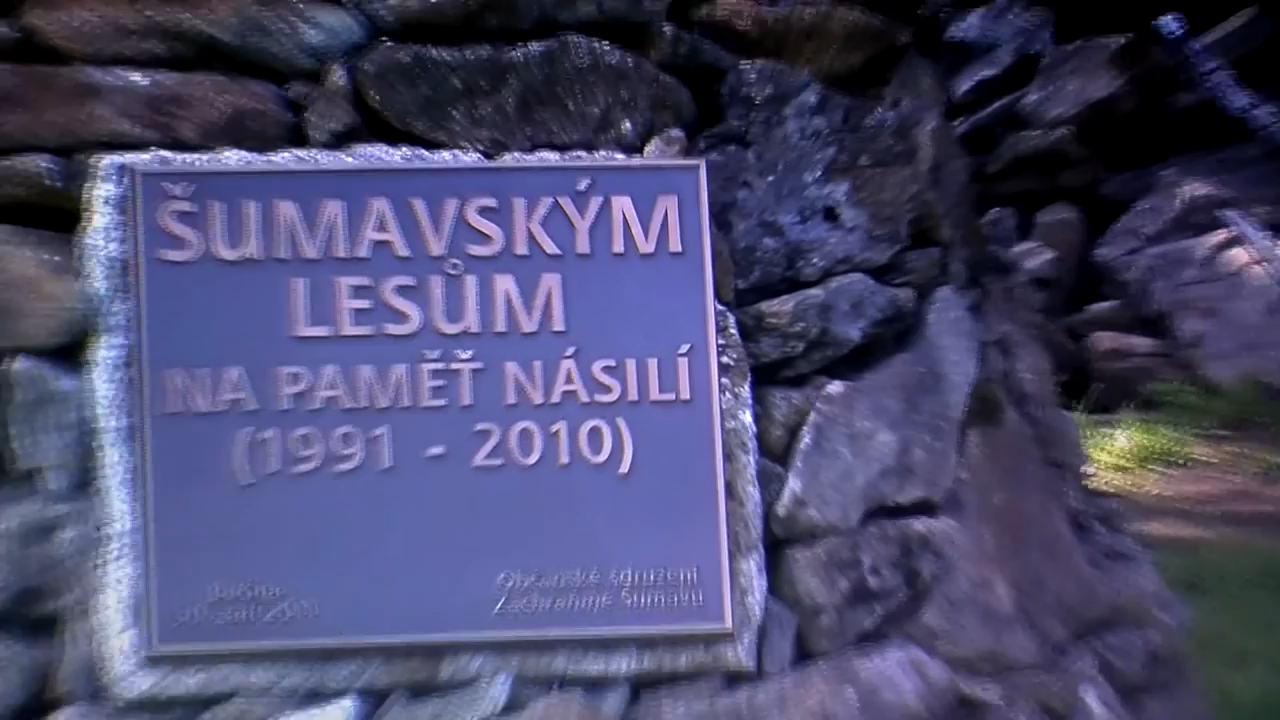 ŠUMAVSKÝM
LESŮM
NA PAMĚŤ NÁSILÍ
(1991 - 2010)
Občanské sdružení
Zachraňme Šumavu